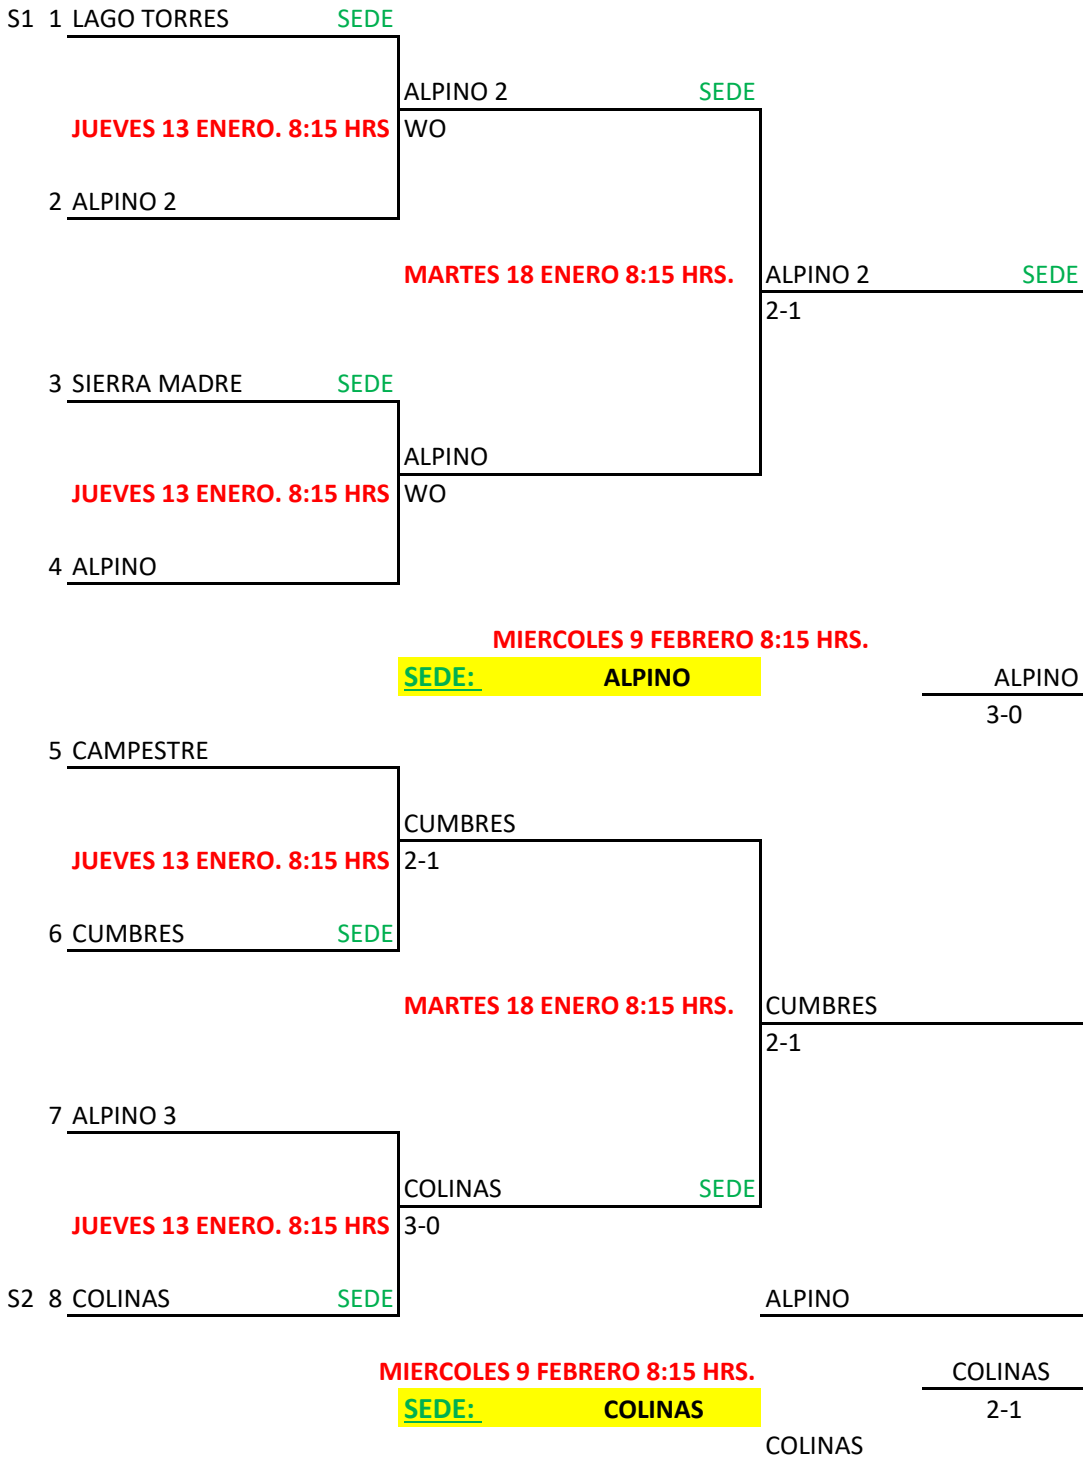 S1 1 LAGO TORRES SEDE
ALPINO 2 SEDE
JUEVES 13 ENERO. 8:15 HRS WO
2 ALPINO 2
MARTES 18 ENERO 8:15 HRS. ALPINO 2 SEDE
2-1
3 SIERRA MADRE SEDE
ALPINO
JUEVES 13 ENERO. 8:15 HRS WO
4 ALPINO
MIERCOLES 9 FEBRERO 8:15 HRS.
SEDE: ALPINO ALPINO
3-0
5 CAMPESTRE
CUMBRES
JUEVES 13 ENERO. 8:15 HRS 2-1
6 CUMBRES SEDE
MARTES 18 ENERO 8:15 HRS. CUMBRES
2-1
7 ALPINO 3
COLINAS SEDE
JUEVES 13 ENERO. 8:15 HRS 3-0
S2 8 COLINAS SEDE ALPINO
MIERCOLES 9 FEBRERO 8:15 HRS. COLINAS
SEDE: COLINAS 2-1
COLINAS